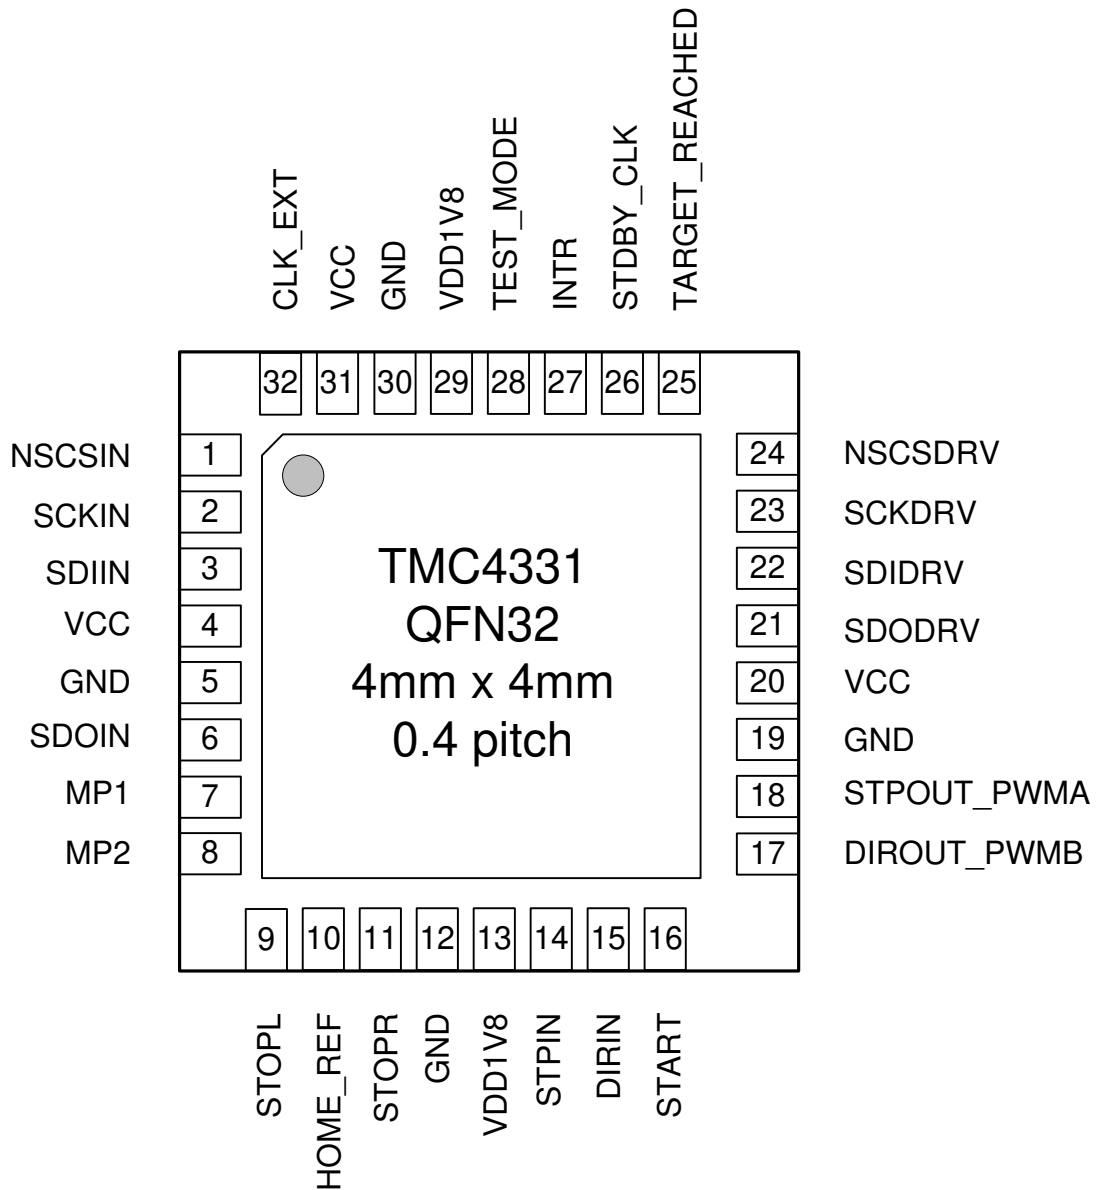 CLK_EXT
VCC
GND
VDD1V8
TEST_MODE
INTR
STDBY_CLK
TARGET_REACHED
32 31 30 29 28 27 26 25
NSCSIN 1
SCKIN 2
SDIIN 3
VCC 4
GND 5
SDOIN 6
MP1 7
MP2 8
TMC4331
QFN32
4mm x 4mm
0.4 pitch
24 NSCSDRV
23 SCKDRV
22 SDIDRV
21 SDODRV
20 VCC
19 GND
18 STPOUT_PWMA
17 DIROUT_PWMB
9 10 11 12 13 14 15 16
STOPL
HOME_REF
STOPR
GND
VDD1V8
STPIN
DIRIN
START